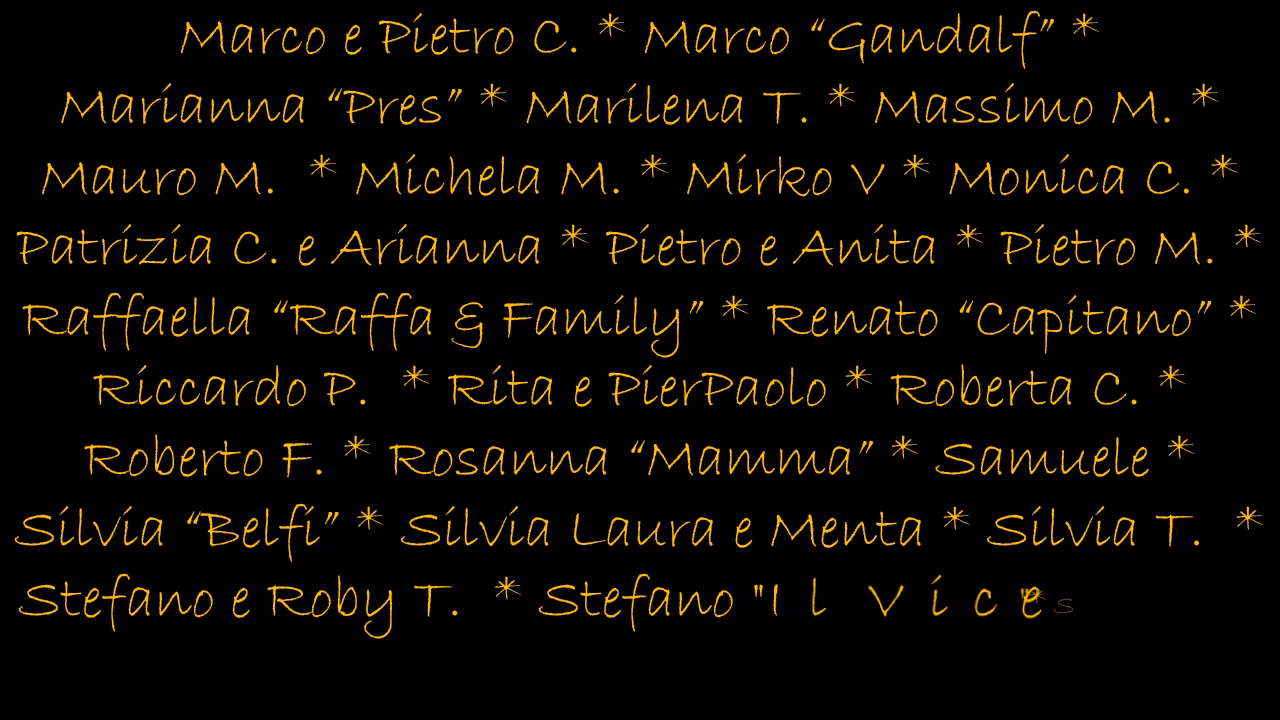 Marco e Pietro C. * Marco “Gandalf” *
Marianna “Pres” * Marilena T. * Massimo M. *
Mauro M. * Michela M. * Mirko V * Monica C. *
Patrizia C. e Arianna * Pietro e Anita * Pietro M. *
Raffaella “Raffa & Family” * Renato “Capitano” *
Riccardo P. * Rita e PierPaolo * Roberta C. *
Roberto F. * Rosanna “Mamma” * Samuele *
Silvia “Belfi” * Silvia Laura e Menta * Silvia T. *
Stefano e Roby T. * Stefano "Il Vice